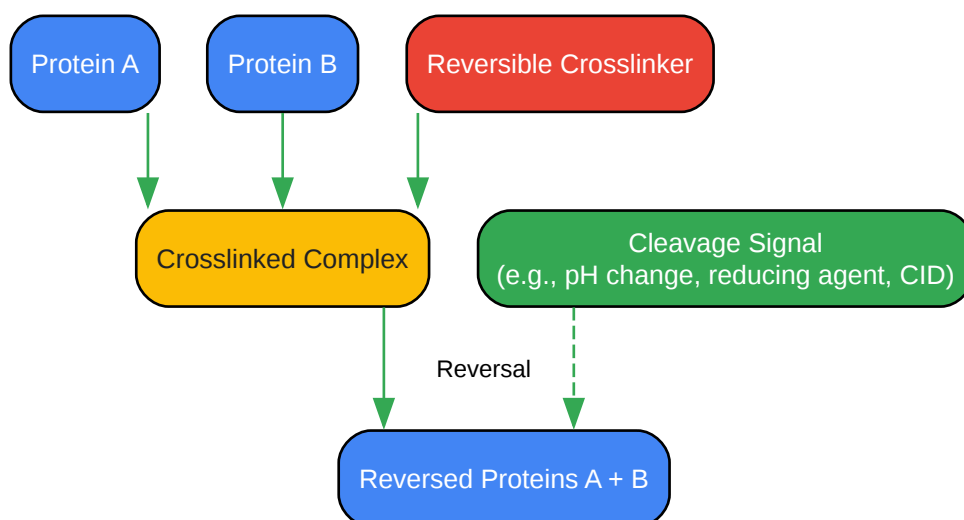 Protein A
Protein B
Reversible Crosslinker
Crosslinked Complex
Cleavage Signal
(e.g., pH change, reducing agent, CID)
Reversal
Reversed Proteins A + B